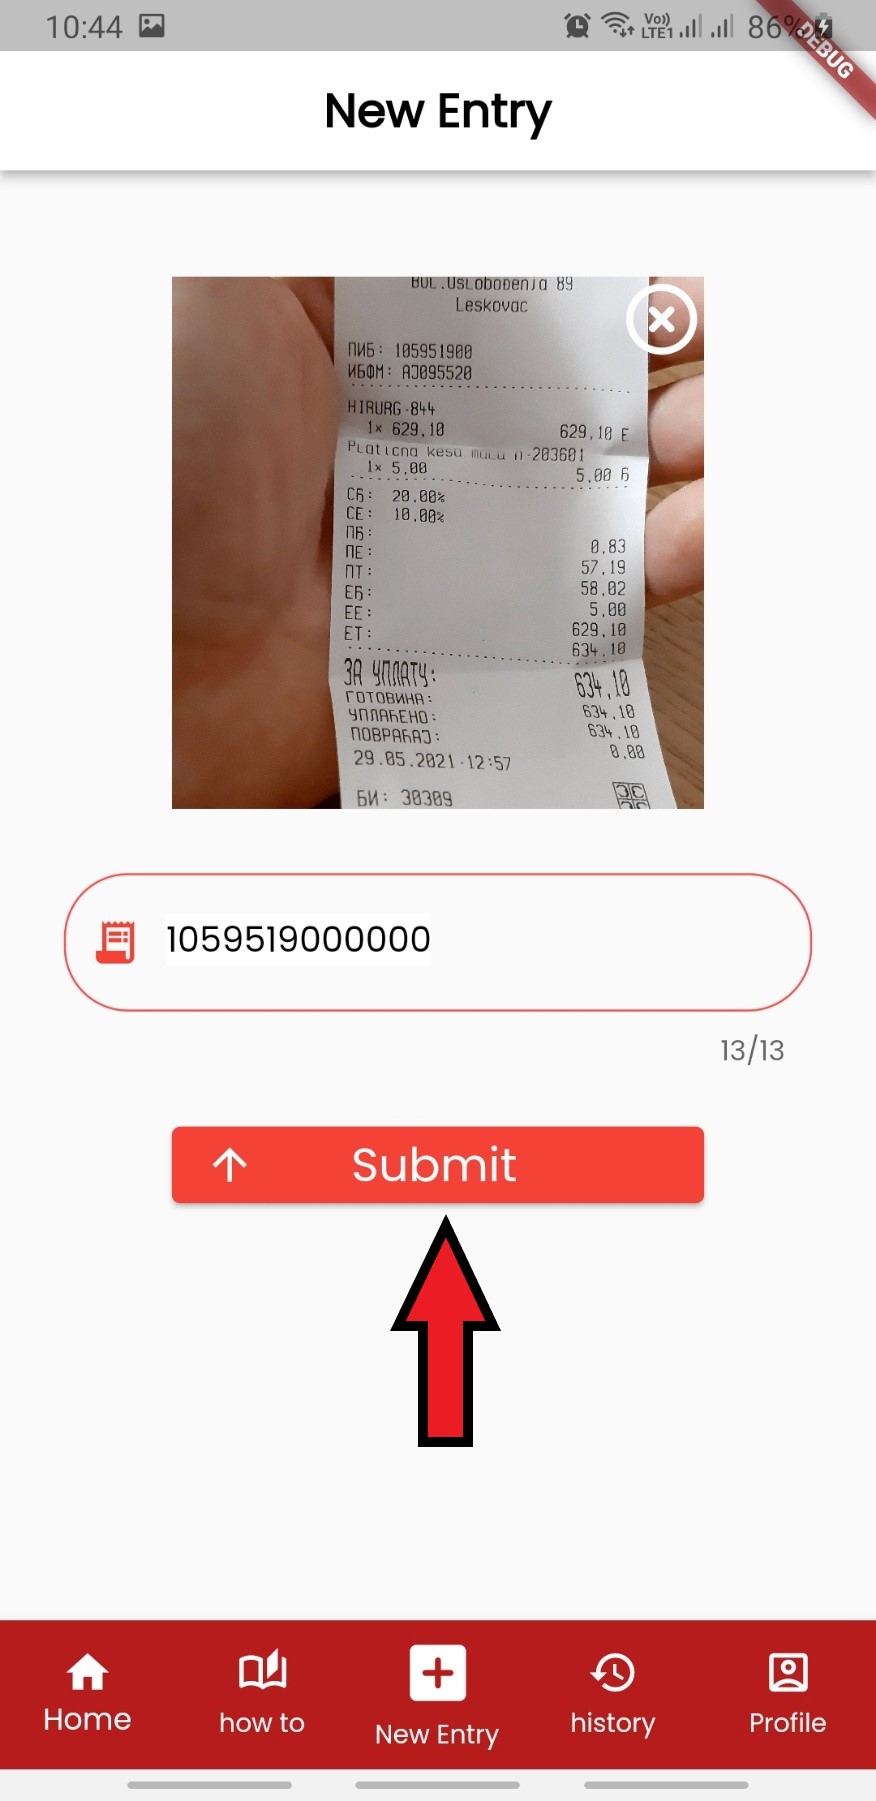 10:44
Vo))
LTE1
86%
DEBUG
New Entry
BUL.Oslobođenja 89
Leskovac
ПИБ: 105951900
ИБФМ: AJ095520
HIRURG-844
1x 629,10 629,10 Е
Platicna kesa mala n-203601
1x 5,00 5,00 Б
СБ: 20.00%
СЕ: 10.00%
ПБ: 0,83
ПЕ: 57,19
ПТ: 58,02
ЕБ: 5,00
ЕЕ: 629,10
ЕТ: 634,10
ЗА УПЛАТУ: 634,10
ГОТОВИНА: 634,10
УПЛАЋЕНО: 634,10
ПОВРАЋАЈ: 0,00
29.05.2021-12:57
БИ: 30309
1059519000000
13/13
Submit
Home
how to
New Entry
history
Profile